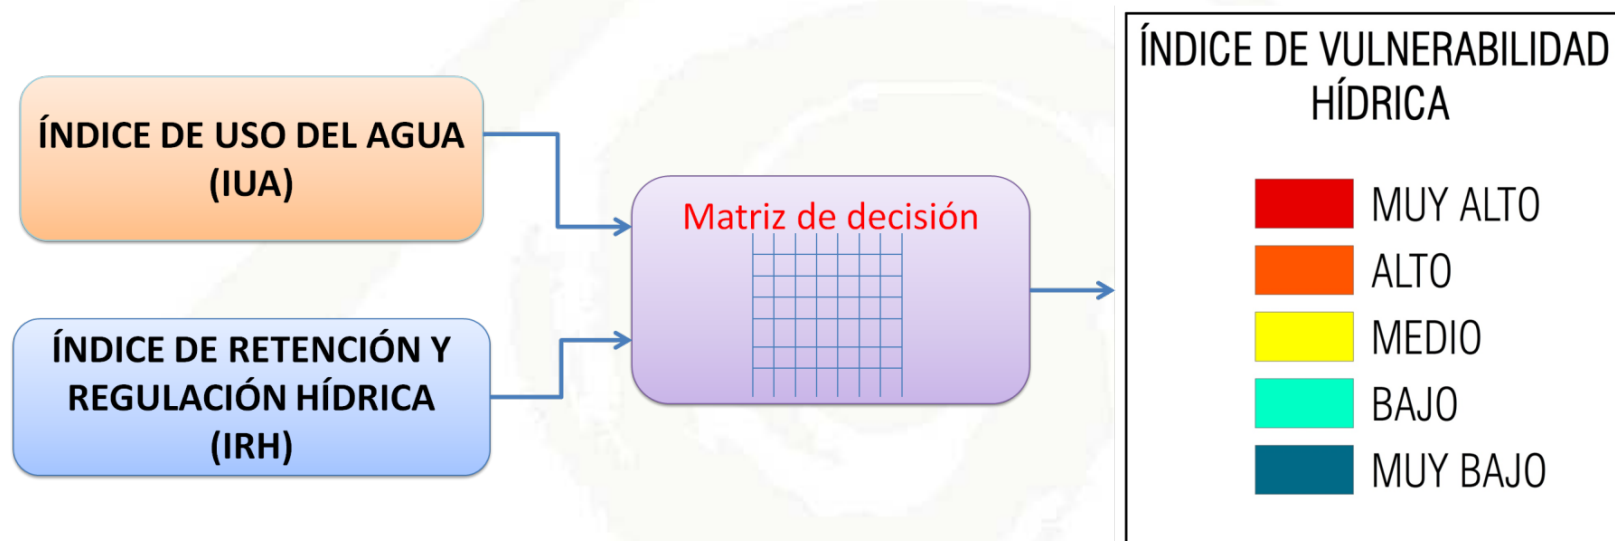 ÍNDICE DE USO DEL AGUA
(IUA)
ÍNDICE DE RETENCIÓN Y
REGULACIÓN HÍDRICA
(IRH)
Matriz de decisión
ÍNDICE DE VULNERABILIDAD
HÍDRICA
MUY ALTO
ALTO
MEDIO
BAJO
MUY BAJO